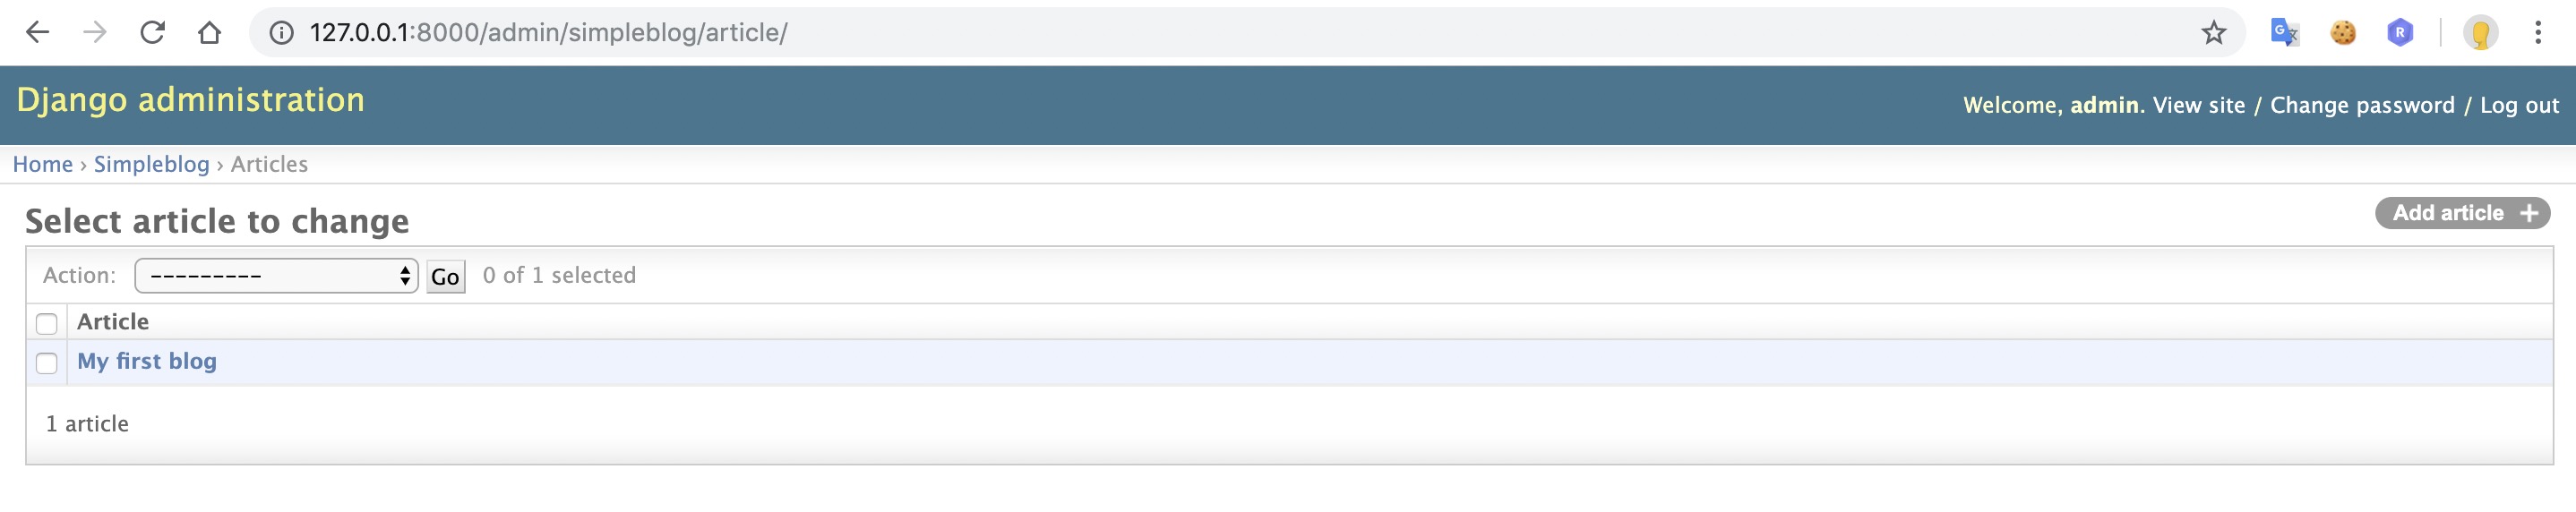 127.0.0.1:8000/admin/simpleblog/article/
Django administration
Welcome, admin. View site / Change password / Log out
Home › Simpleblog › Articles
Select article to change
Add article +
Action: --------- Go 0 of 1 selected
Article
My first blog
1 article